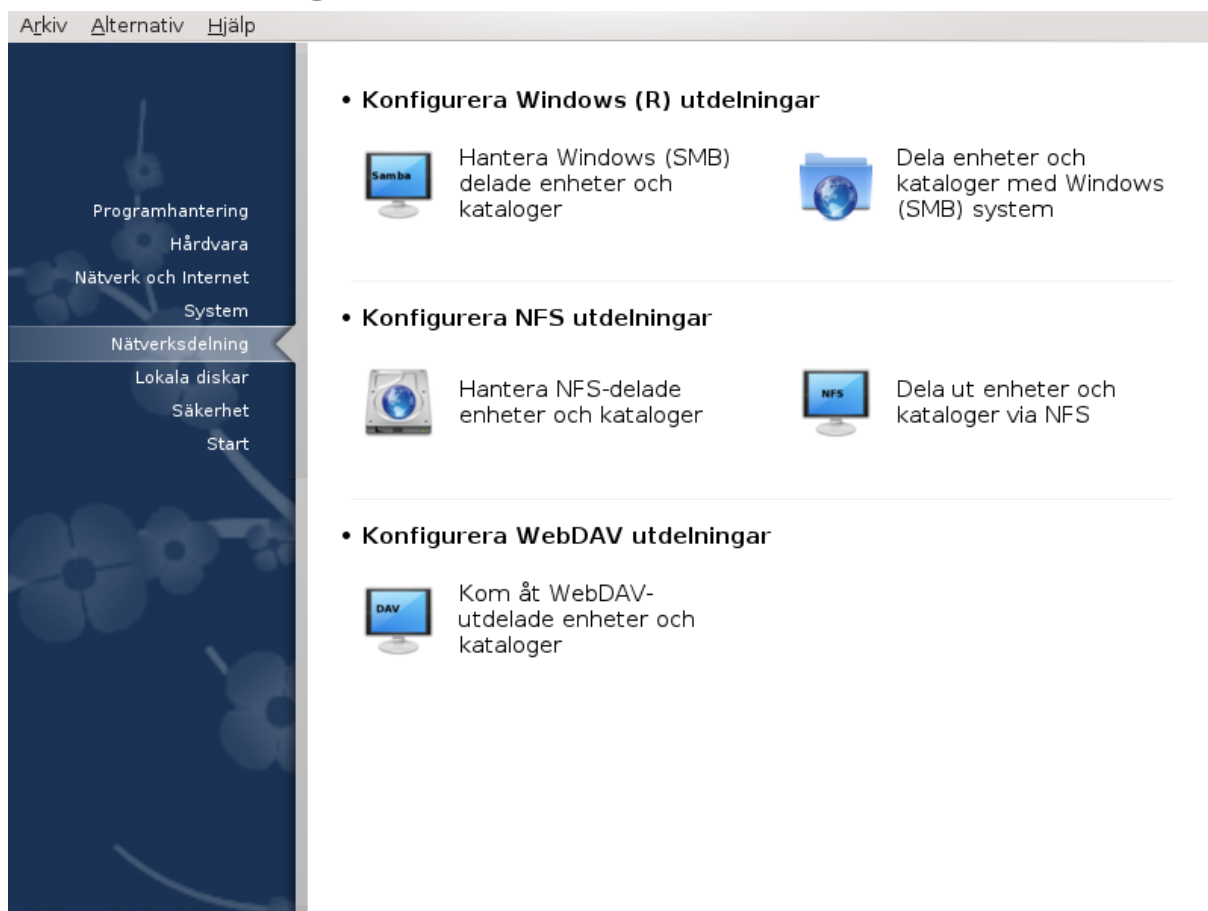 Arkiv Alternativ Hjälp
Programhantering
Hårdvara
Nätverk och Internet
System
Nätverksdelning
Lokala diskar
Säkerhet
Start
• Konfigurera Windows (R) utdelningar
Samba
Hantera Windows (SMB)
delade enheter och
kataloger
Dela enheter och
kataloger med Windows
(SMB) system
• Konfigurera NFS utdelningar
Hantera NFS-delade
enheter och kataloger
NFS
Dela ut enheter och
kataloger via NFS
• Konfigurera WebDAV utdelningar
DAV
Kom åt WebDAV-
utdelade enheter och
kataloger